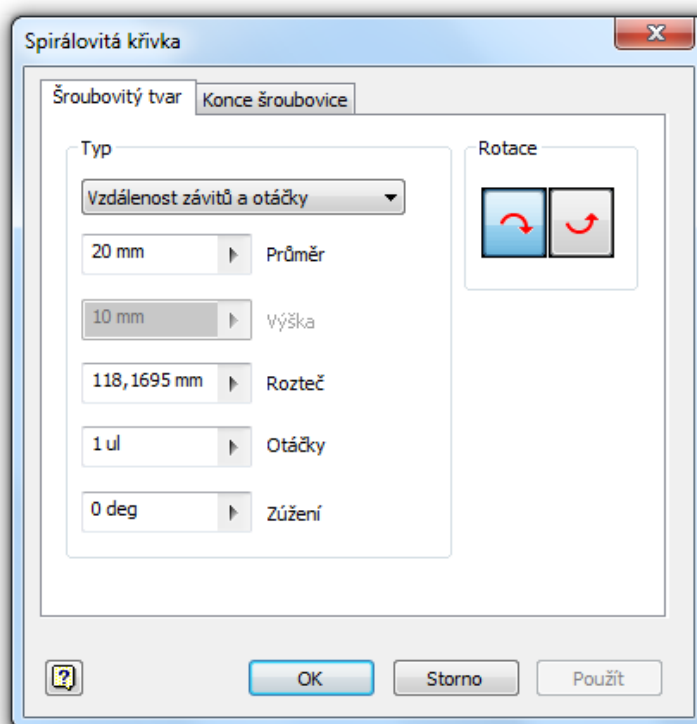 Spirálovitá křivka
Šroubovitý tvar
Konce šroubovice
Typ
Rotace
Vzdálenost závitů a otáčky
20 mm
Průměr
10 mm
Výška
118,1695 mm
Rozteč
1 ul
Otáčky
0 deg
Zúžení
?
OK
Storno
Použít